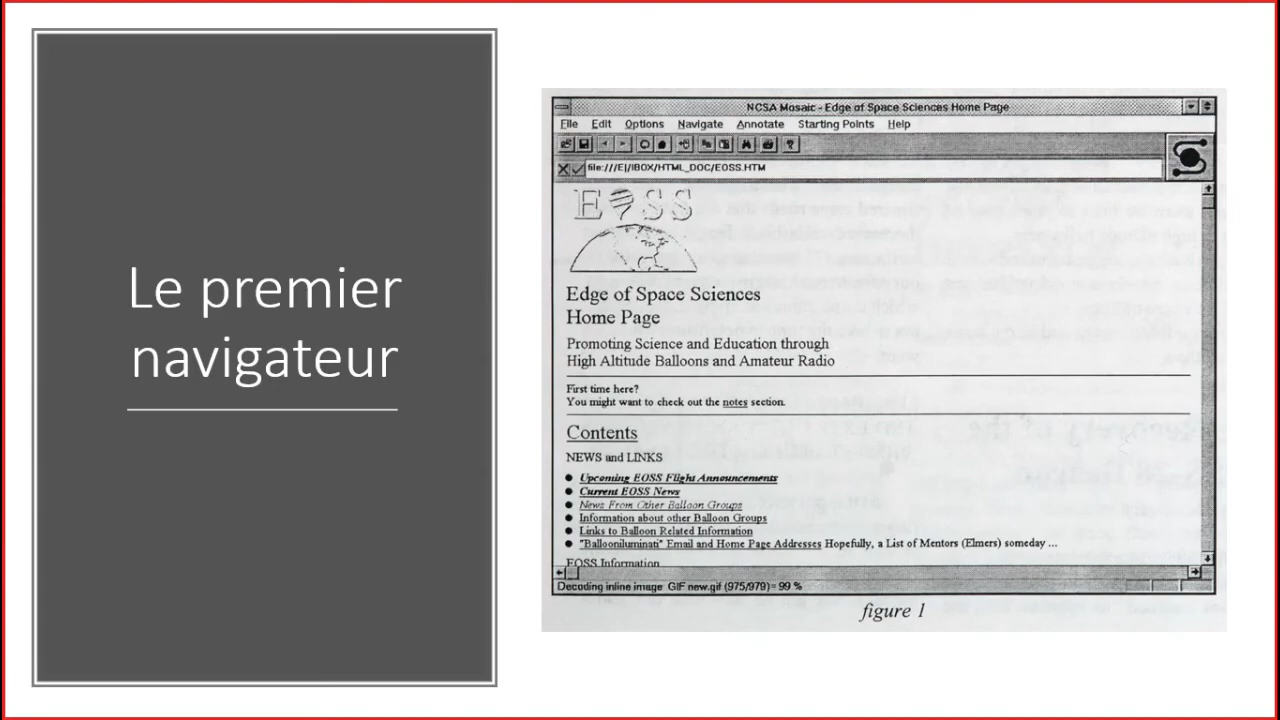 Le premier
navigateur
NCSA Mosaic - Edge of Space Sciences Home Page
File Edit Options Navigate Annotate Starting Points Help
file:///E|/IBOX/HTML_DOC/EOSS.HTM
EOSS
Edge of Space Sciences
Home Page
Promoting Science and Education through
High Altitude Balloons and Amateur Radio
First time here?
You might want to check out the notes section.
Contents
NEWS and LINKS
Upcoming EOSS Flight Announcements
Current EOSS News
News From Other Balloon Groups
Information about other Balloon Groups
Links to Balloon Related Information
"Ballooniluminati" Email and Home Page Addresses Hopefully, a List of Mentors (Elmers) someday ...
EOSS Information
Decoding inline image: GIF new.gif (975/979)= 99 %
figure 1